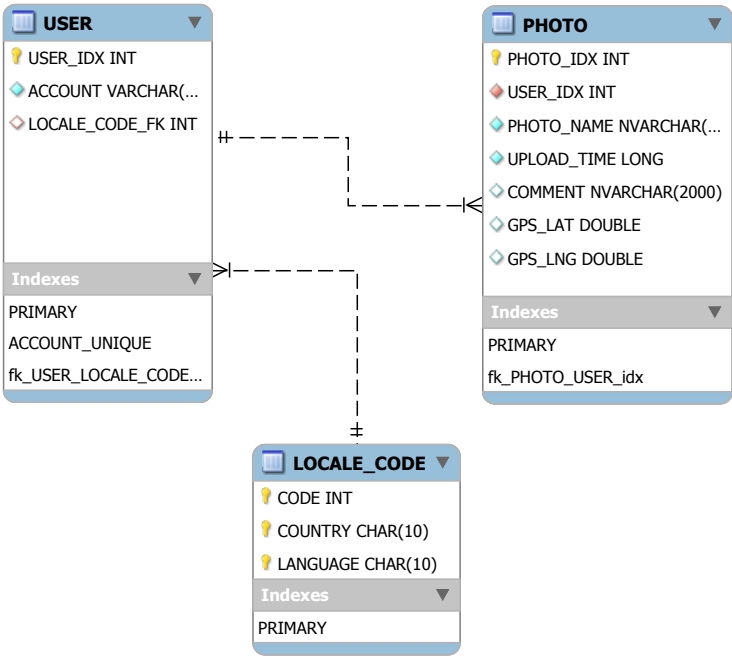 USER
USER_IDX INT
ACCOUNT VARCHAR(...
LOCALE_CODE_FK INT
Indexes
PRIMARY
ACCOUNT_UNIQUE
fk_USER_LOCALE_CODE...
PHOTO
PHOTO_IDX INT
USER_IDX INT
PHOTO_NAME NVARCHAR(...
UPLOAD_TIME LONG
COMMENT NVARCHAR(2000)
GPS_LAT DOUBLE
GPS_LNG DOUBLE
Indexes
PRIMARY
fk_PHOTO_USER_idx
LOCALE_CODE
CODE INT
COUNTRY CHAR(10)
LANGUAGE CHAR(10)
Indexes
PRIMARY